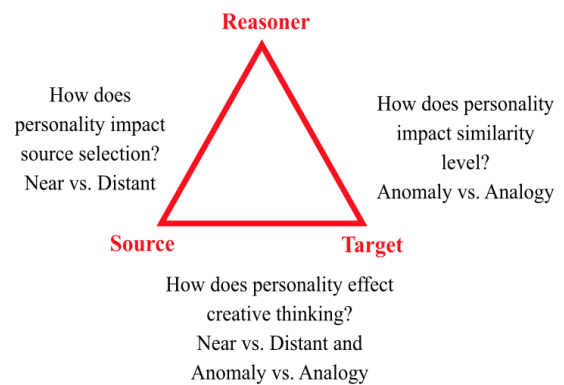 Reasoner
How does
personality impact
source selection?
Near vs. Distant
How does personality
impact similarity
level?
Anomaly vs. Analogy
Source
Target
How does personality effect
creative thinking?
Near vs. Distant and
Anomaly vs. Analogy